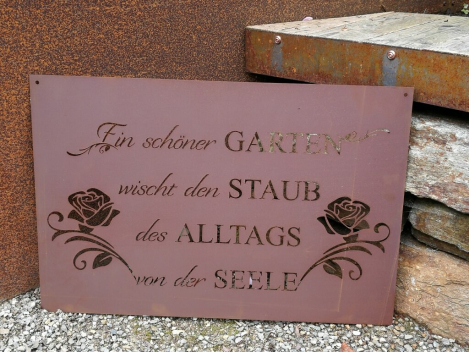 Ein schöner GARTEN
wischt den STAUB
des ALLTAGS
von der SEELE